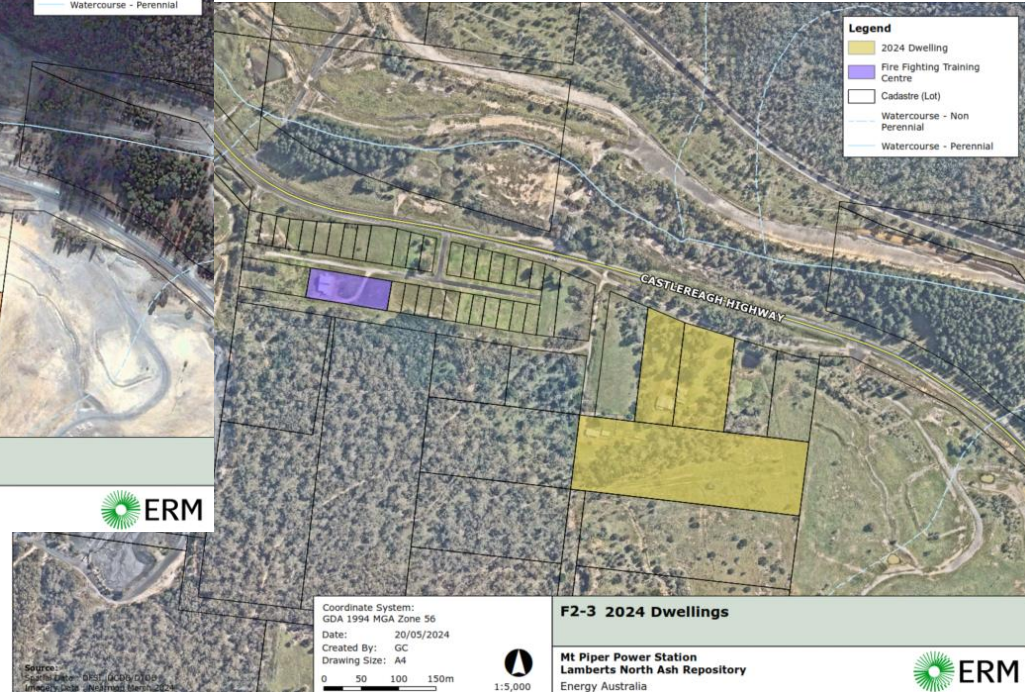 Watercourse - Perennial
Legend
2024 Dwelling
Fire Fighting Training
Centre
Cadastre (Lot)
Watercourse - Non
Perennial
Watercourse - Perennial
CASTLEREAGH HIGHWAY
ERM
Source:
Coordinate System:
GDA 1994 MGA Zone 56
Date: 20/05/2024
Created By: GC
Drawing Size: A4
0 50 100 150m
1:5,000
F2-3 2024 Dwellings
Mt Piper Power Station
Lamberts North Ash Repository
Energy Australia
ERM